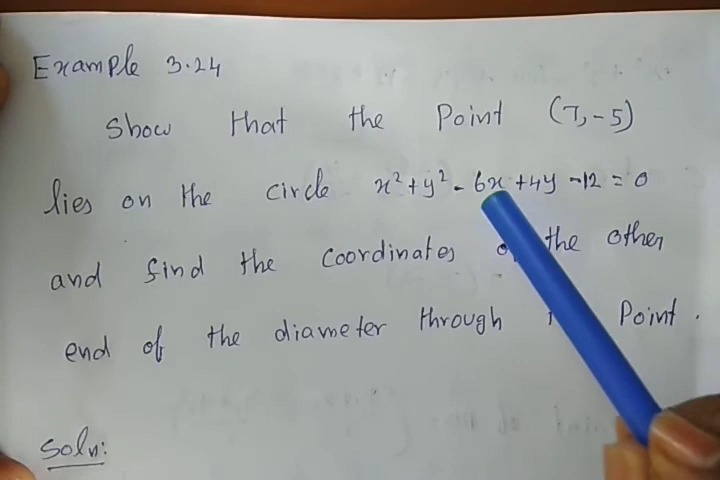 Example 3.24
Show that the Point (7,-5)
lies on the circle x² + y² - 6x + 4y - 12 = 0
and find the coordinates the other
end of the diameter through Point .
Soln: